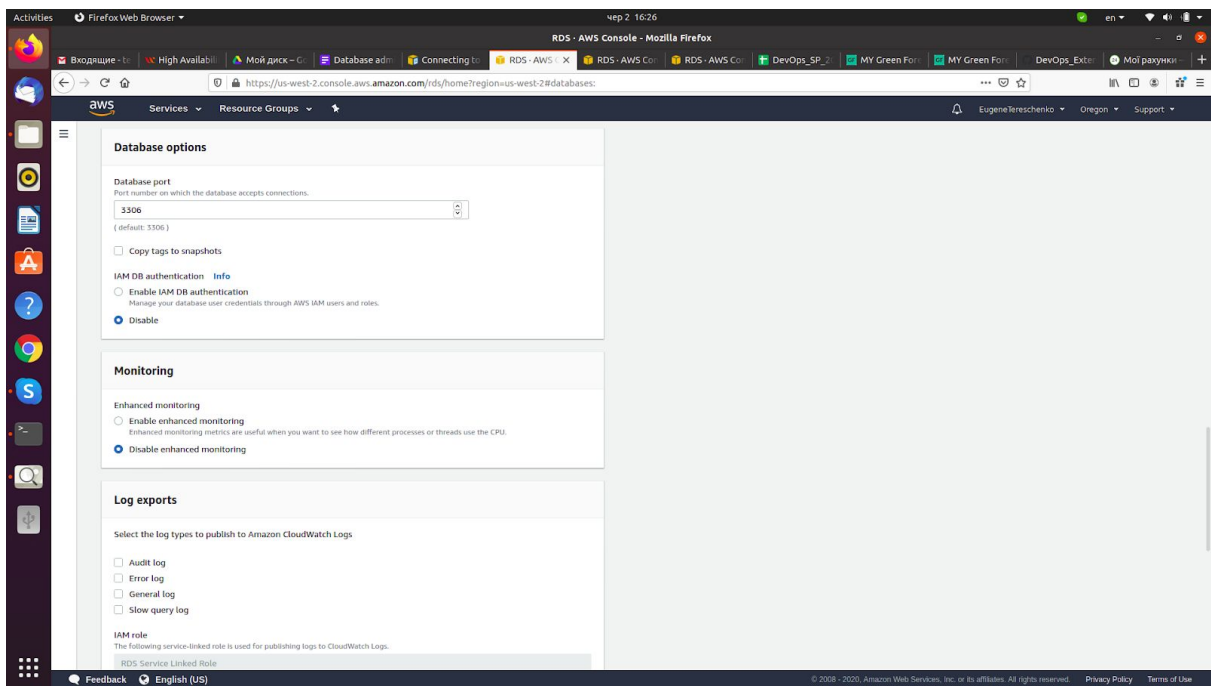 Activities Firefox Web Browser чер 2 16:26 en
RDS · AWS Console - Mozilla Firefox
Входящие - te High Availabili Мой диск – Go Database adm Connecting to RDS · AWS C RDS · AWS Con RDS · AWS Con DevOps_SP_20 MY Green Fore MY Green Fore DevOps_Exter Мої рахунки –
https://us-west-2.console.aws.amazon.com/rds/home?region=us-west-2#databases:
aws Services Resource Groups EugeneTereschenko Oregon Support
Database options
Database port
Port number on which the database accepts connections.
3306
( default: 3306 )
Copy tags to snapshots
IAM DB authentication Info
Enable IAM DB authentication
Manage your database user credentials through AWS IAM users and roles.
Disable
Monitoring
Enhanced monitoring
Enable enhanced monitoring
Enhanced monitoring metrics are useful when you want to see how different processes or threads use the CPU.
Disable enhanced monitoring
Log exports
Select the log types to publish to Amazon CloudWatch Logs
Audit log
Error log
General log
Slow query log
IAM role
The following service-linked role is used for publishing logs to CloudWatch Logs.
RDS Service Linked Role
Feedback English (US) © 2008 - 2020, Amazon Web Services, Inc. or its affiliates. All rights reserved. Privacy Policy Terms of Use